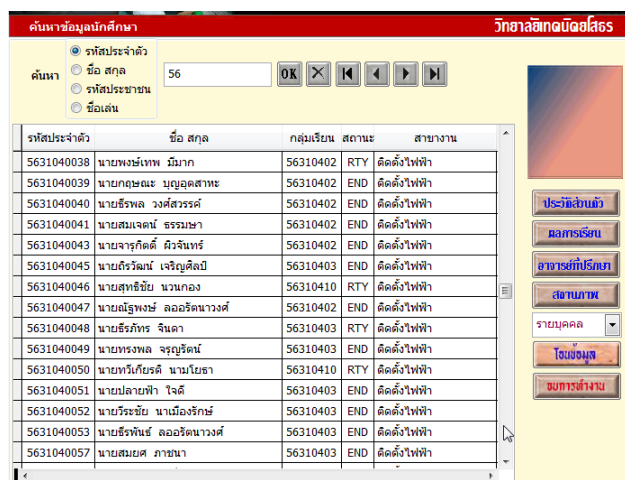 ค้นหาข้อมูลนักศึกษา วิทยาลัยเทคนิคยโสธร
รหัสประจำตัว
ชื่อ สกุล
ค้นหา 56 OK
รหัสประชาชน
ชื่อเล่น
รหัสประจำตัว ชื่อ สกุล กลุ่มเรียน สถานะ สาขางาน
5631040038 นายพงษ์เทพ มีมาก 56310402 RTY ติดตั้งไฟฟ้า
5631040039 นายกฤษณะ บุญอุตสาหะ 56310402 END ติดตั้งไฟฟ้า
5631040040 นายธีรพล วงศ์สวรรค์ 56310402 END ติดตั้งไฟฟ้า
5631040041 นายสมเจตน์ ธรรมษา 56310402 END ติดตั้งไฟฟ้า
5631040043 นายจารุกิตติ์ ผิวจันทร์ 56310402 END ติดตั้งไฟฟ้า
5631040045 นายถิรวัฒน์ เจริญศิลป์ 56310403 END ติดตั้งไฟฟ้า
5631040046 นายสุทธิชัย นวนกอง 56310410 RTY ติดตั้งไฟฟ้า
5631040047 นายณัฐพงษ์ ลออรัตนาวงศ์ 56310402 END ติดตั้งไฟฟ้า
5631040048 นายธีรภัทร จินดา 56310403 RTY ติดตั้งไฟฟ้า
5631040049 นายทรงพล จรุญรัตน์ 56310403 END ติดตั้งไฟฟ้า
5631040050 นายทวีเกียรติ นามโยธา 56310410 RTY ติดตั้งไฟฟ้า
5631040051 นายปลายฟ้า ใจดี 56310403 END ติดตั้งไฟฟ้า
5631040052 นายวีระชัย นาเมืองรักษ์ 56310403 END ติดตั้งไฟฟ้า
5631040053 นายธีรพันธ์ ลออรัตนาวงศ์ 56310403 END ติดตั้งไฟฟ้า
5631040057 นายสมยศ ภาชนา 56310403 END ติดตั้งไฟฟ้า
ประวัติส่วนตัว
ผลการเรียน
อาจารย์ที่ปรึกษา
สถานภาพ
รายบุคคล
โอนข้อมูล
จบการทำงาน